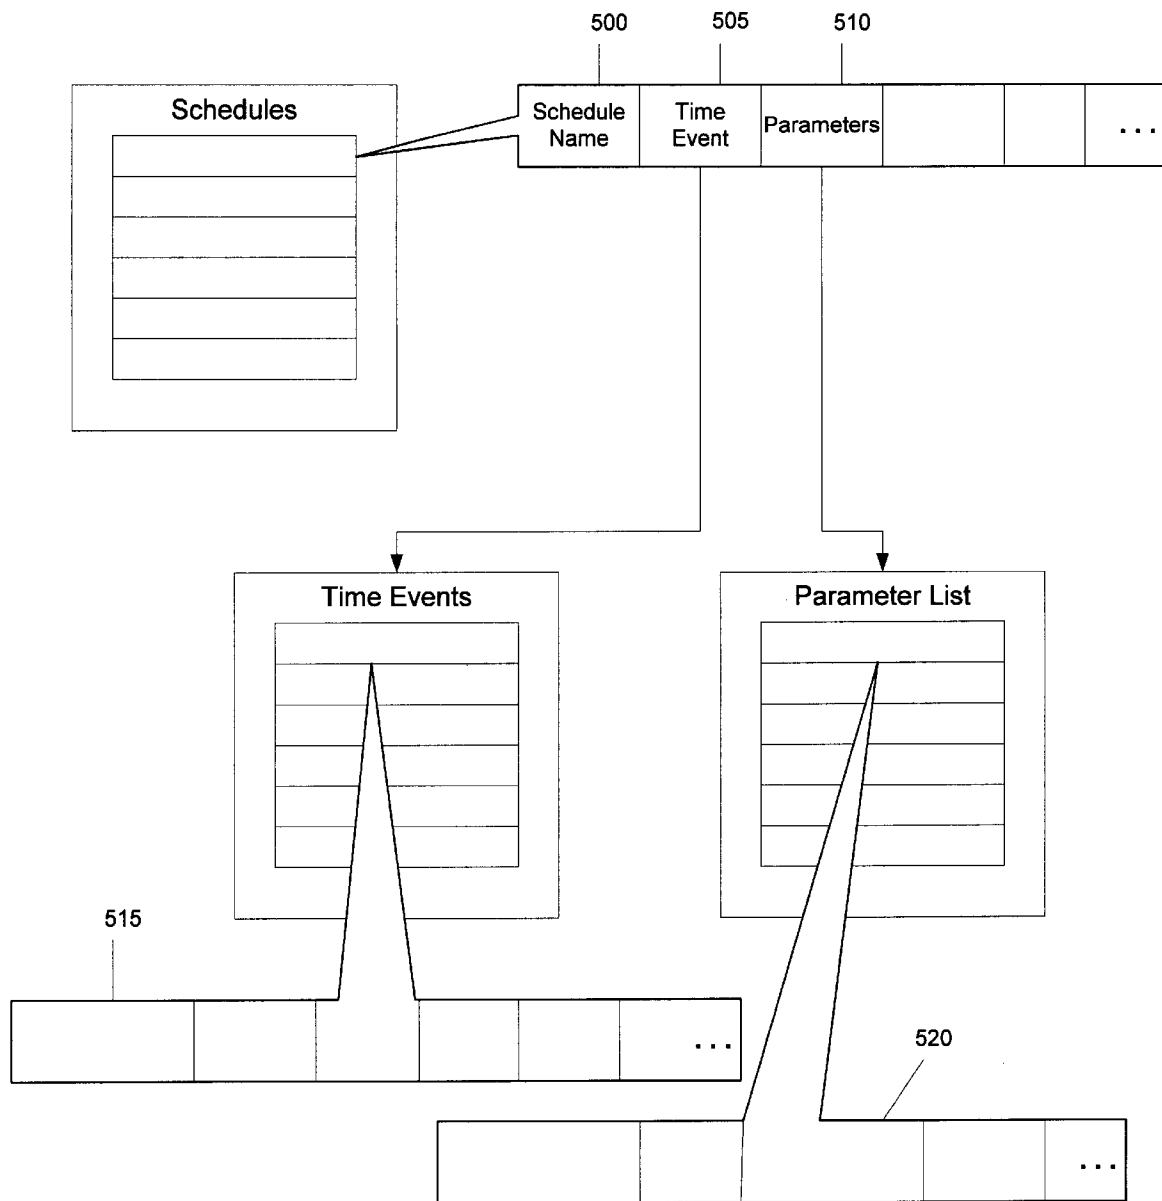 500 505 510
Schedules
Schedule
Name
Time
Event
Parameters
...
Time Events
Parameter List
515
...
520
...